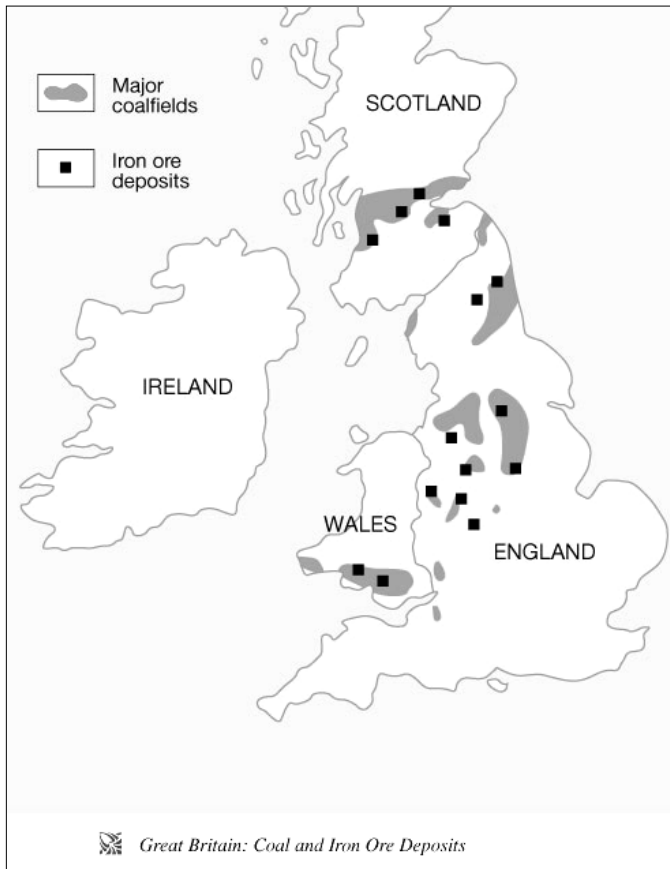 Major
coalfields
Iron ore
deposits
SCOTLAND
IRELAND
WALES
ENGLAND
Great Britain: Coal and Iron Ore Deposits